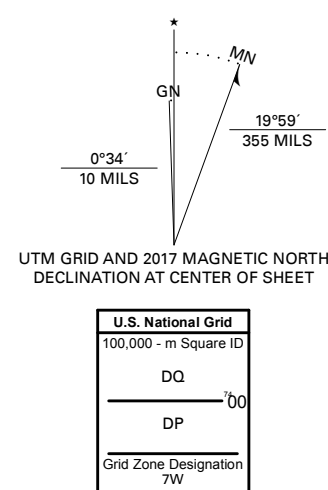 ★
MN
GN
19°59´
355 MILS
0°34´
10 MILS
UTM GRID AND 2017 MAGNETIC NORTH
DECLINATION AT CENTER OF SHEET
U.S. National Grid
100,000 - m Square ID
DQ
7400
DP
Grid Zone Designation
7W